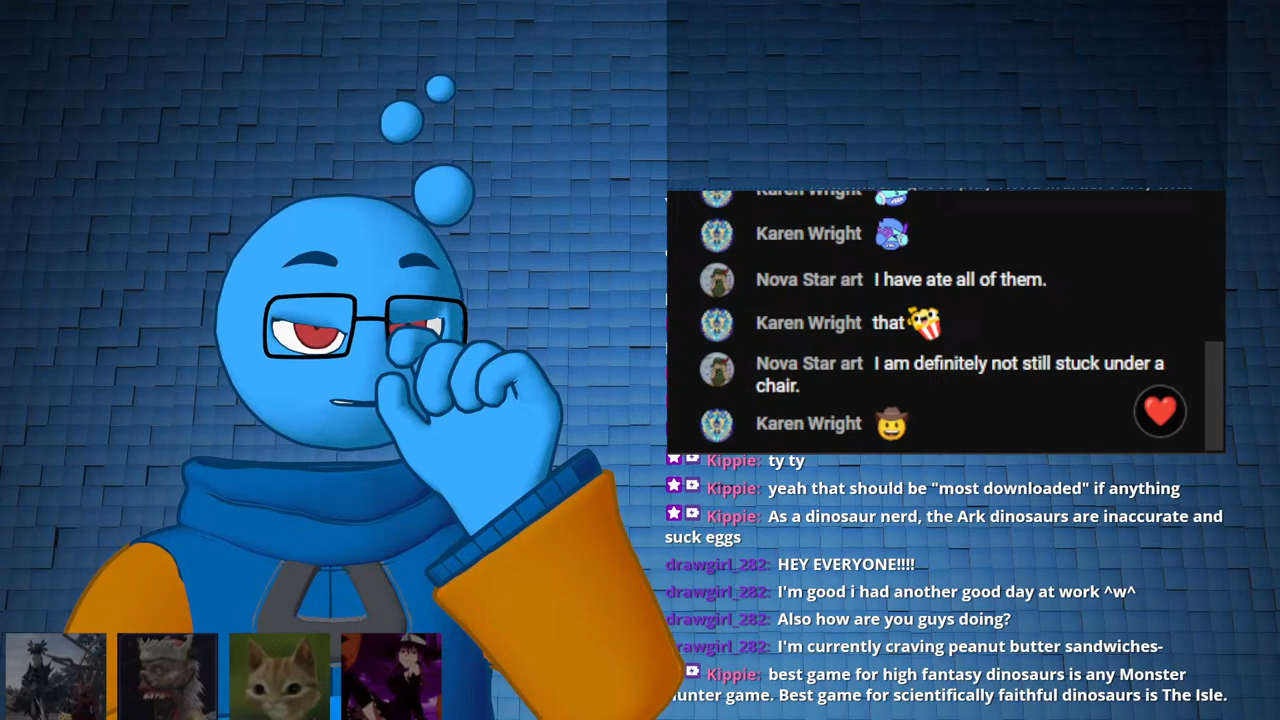 Karen Wright
Karen Wright
Nova Star art I have ate all of them.
Karen Wright that
Nova Star art I am definitely not still stuck under a
chair.
Karen Wright
Kippie: ty ty
Kippie: yeah that should be "most downloaded" if anything
Kippie: As a dinosaur nerd, the Ark dinosaurs are inaccurate and
suck eggs
drawgirl_282: HEY EVERYONE!!!!
drawgirl_282: I'm good i had another good day at work ^w^
drawgirl_282: Also how are you guys doing?
drawgirl_282: I'm currently craving peanut butter sandwiches-
Kippie: best game for high fantasy dinosaurs is any Monster
Hunter game. Best game for scientifically faithful dinosaurs is The Isle.